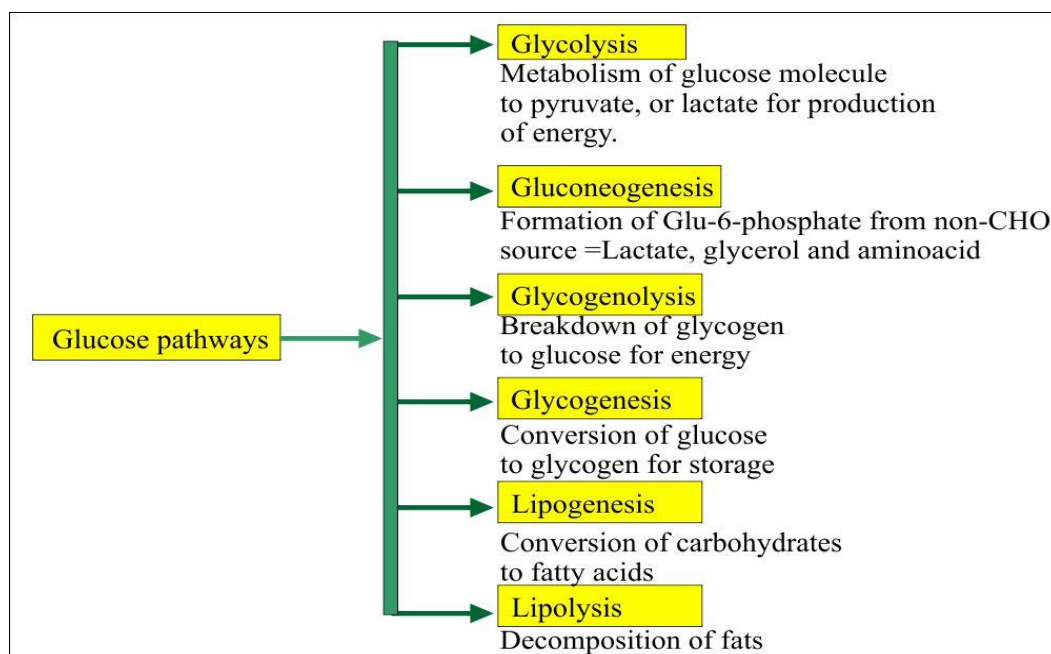 Glycolysis
Metabolism of glucose molecule
to pyruvate, or lactate for production
of energy.
Gluconeogenesis
Formation of Glu-6-phosphate from non-CHO
source =Lactate, glycerol and aminoacid
Glycogenolysis
Breakdown of glycogen
to glucose for energy
Glucose pathways
Glycogenesis
Conversion of glucose
to glycogen for storage
Lipogenesis
Conversion of carbohydrates
to fatty acids
Lipolysis
Decomposition of fats